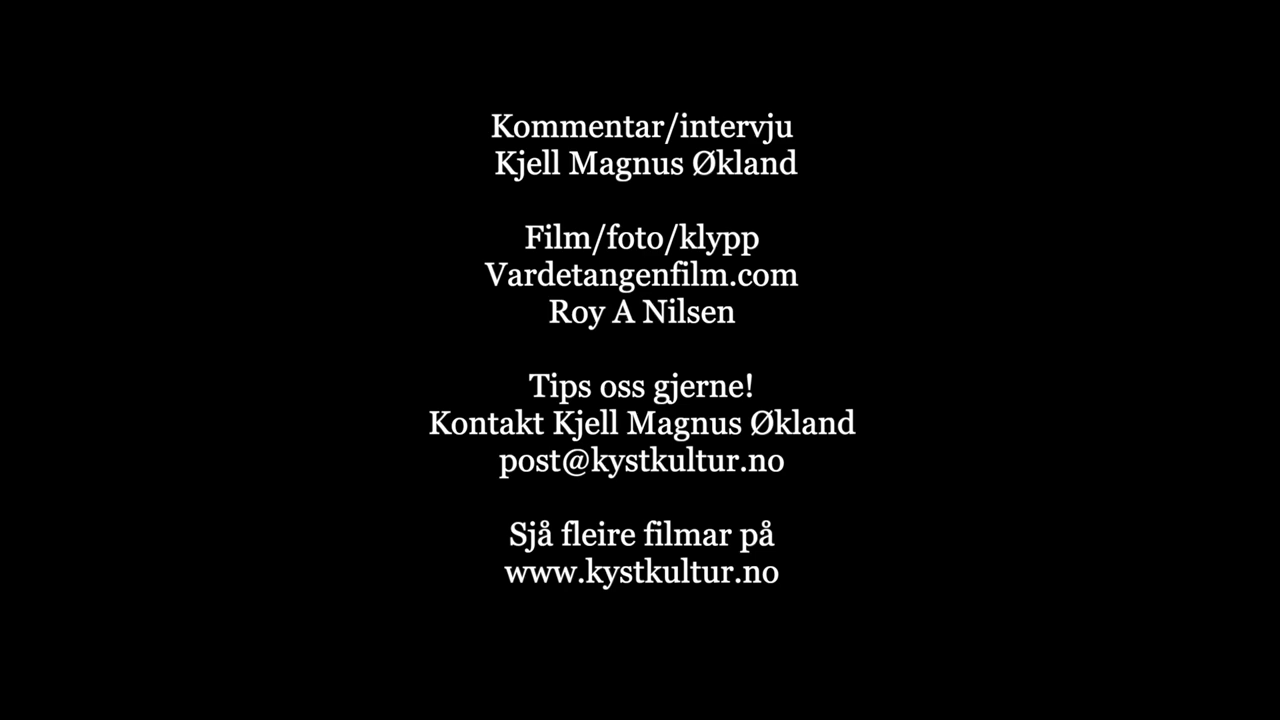 Kommentar/intervju
Kjell Magnus Økland
Film/foto/klypp
Vardetangenfilm.com
Roy A Nilsen
Tips oss gjerne!
Kontakt Kjell Magnus Økland
post@kystkultur.no
Sjå fleire filmar på
www.kystkultur.no